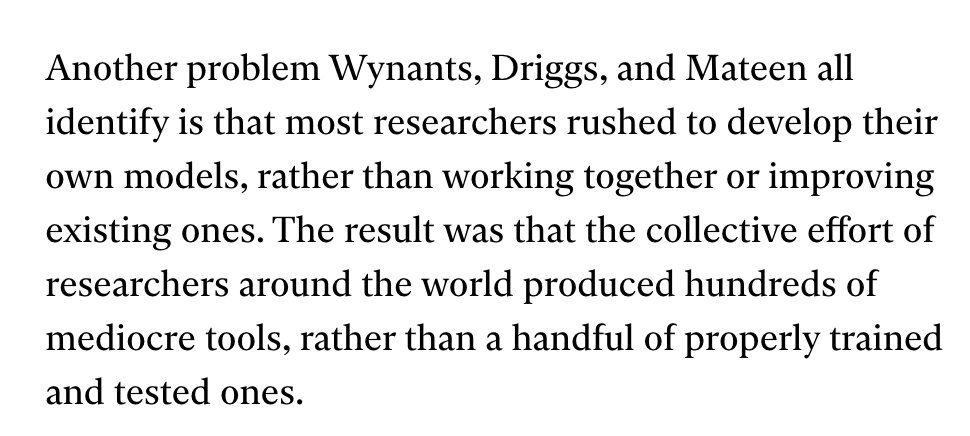 Another problem Wynants, Driggs, and Mateen all
identify is that most researchers rushed to develop their
own models, rather than working together or improving
existing ones. The result was that the collective effort of
researchers around the world produced hundreds of
mediocre tools, rather than a handful of properly trained
and tested ones.